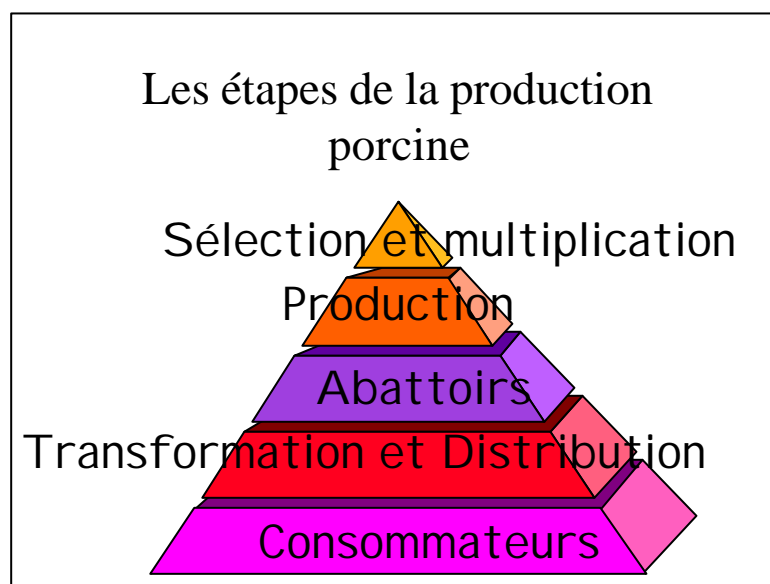 Les étapes de la production
porcine
Sélection et multiplication
Production
Abattoirs
Transformation et Distribution
Consommateurs